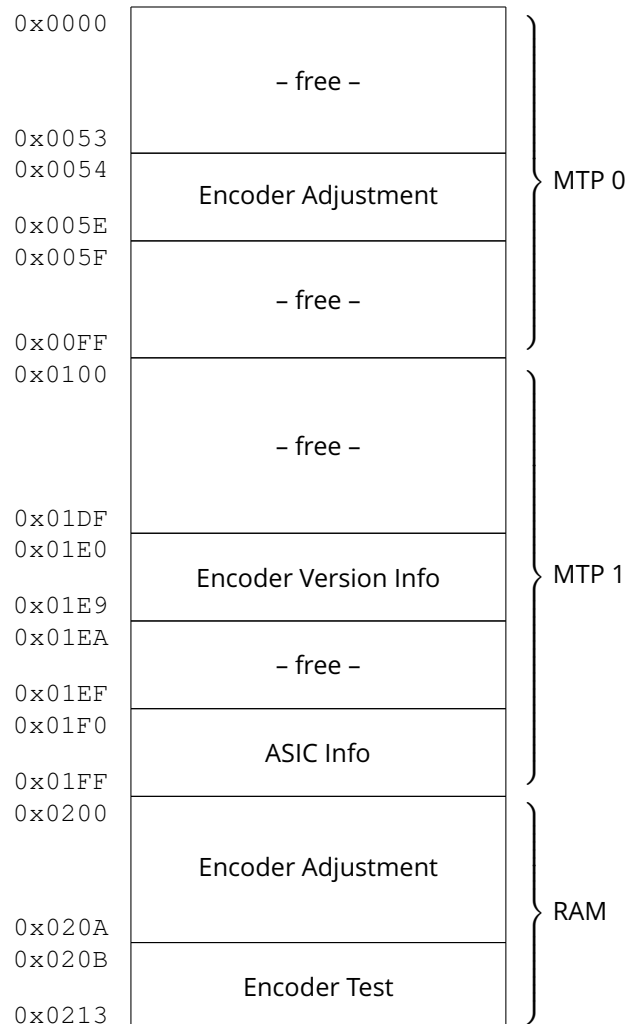 0x0000
– free –
0x0053
0x0054
Encoder Adjustment
MTP 0
0x005E
0x005F
– free –
0x00FF
0x0100
– free –
0x01DF
0x01E0
Encoder Version Info
MTP 1
0x01E9
0x01EA
– free –
0x01EF
0x01F0
ASIC Info
0x01FF
0x0200
Encoder Adjustment
RAM
0x020A
0x020B
Encoder Test
0x0213